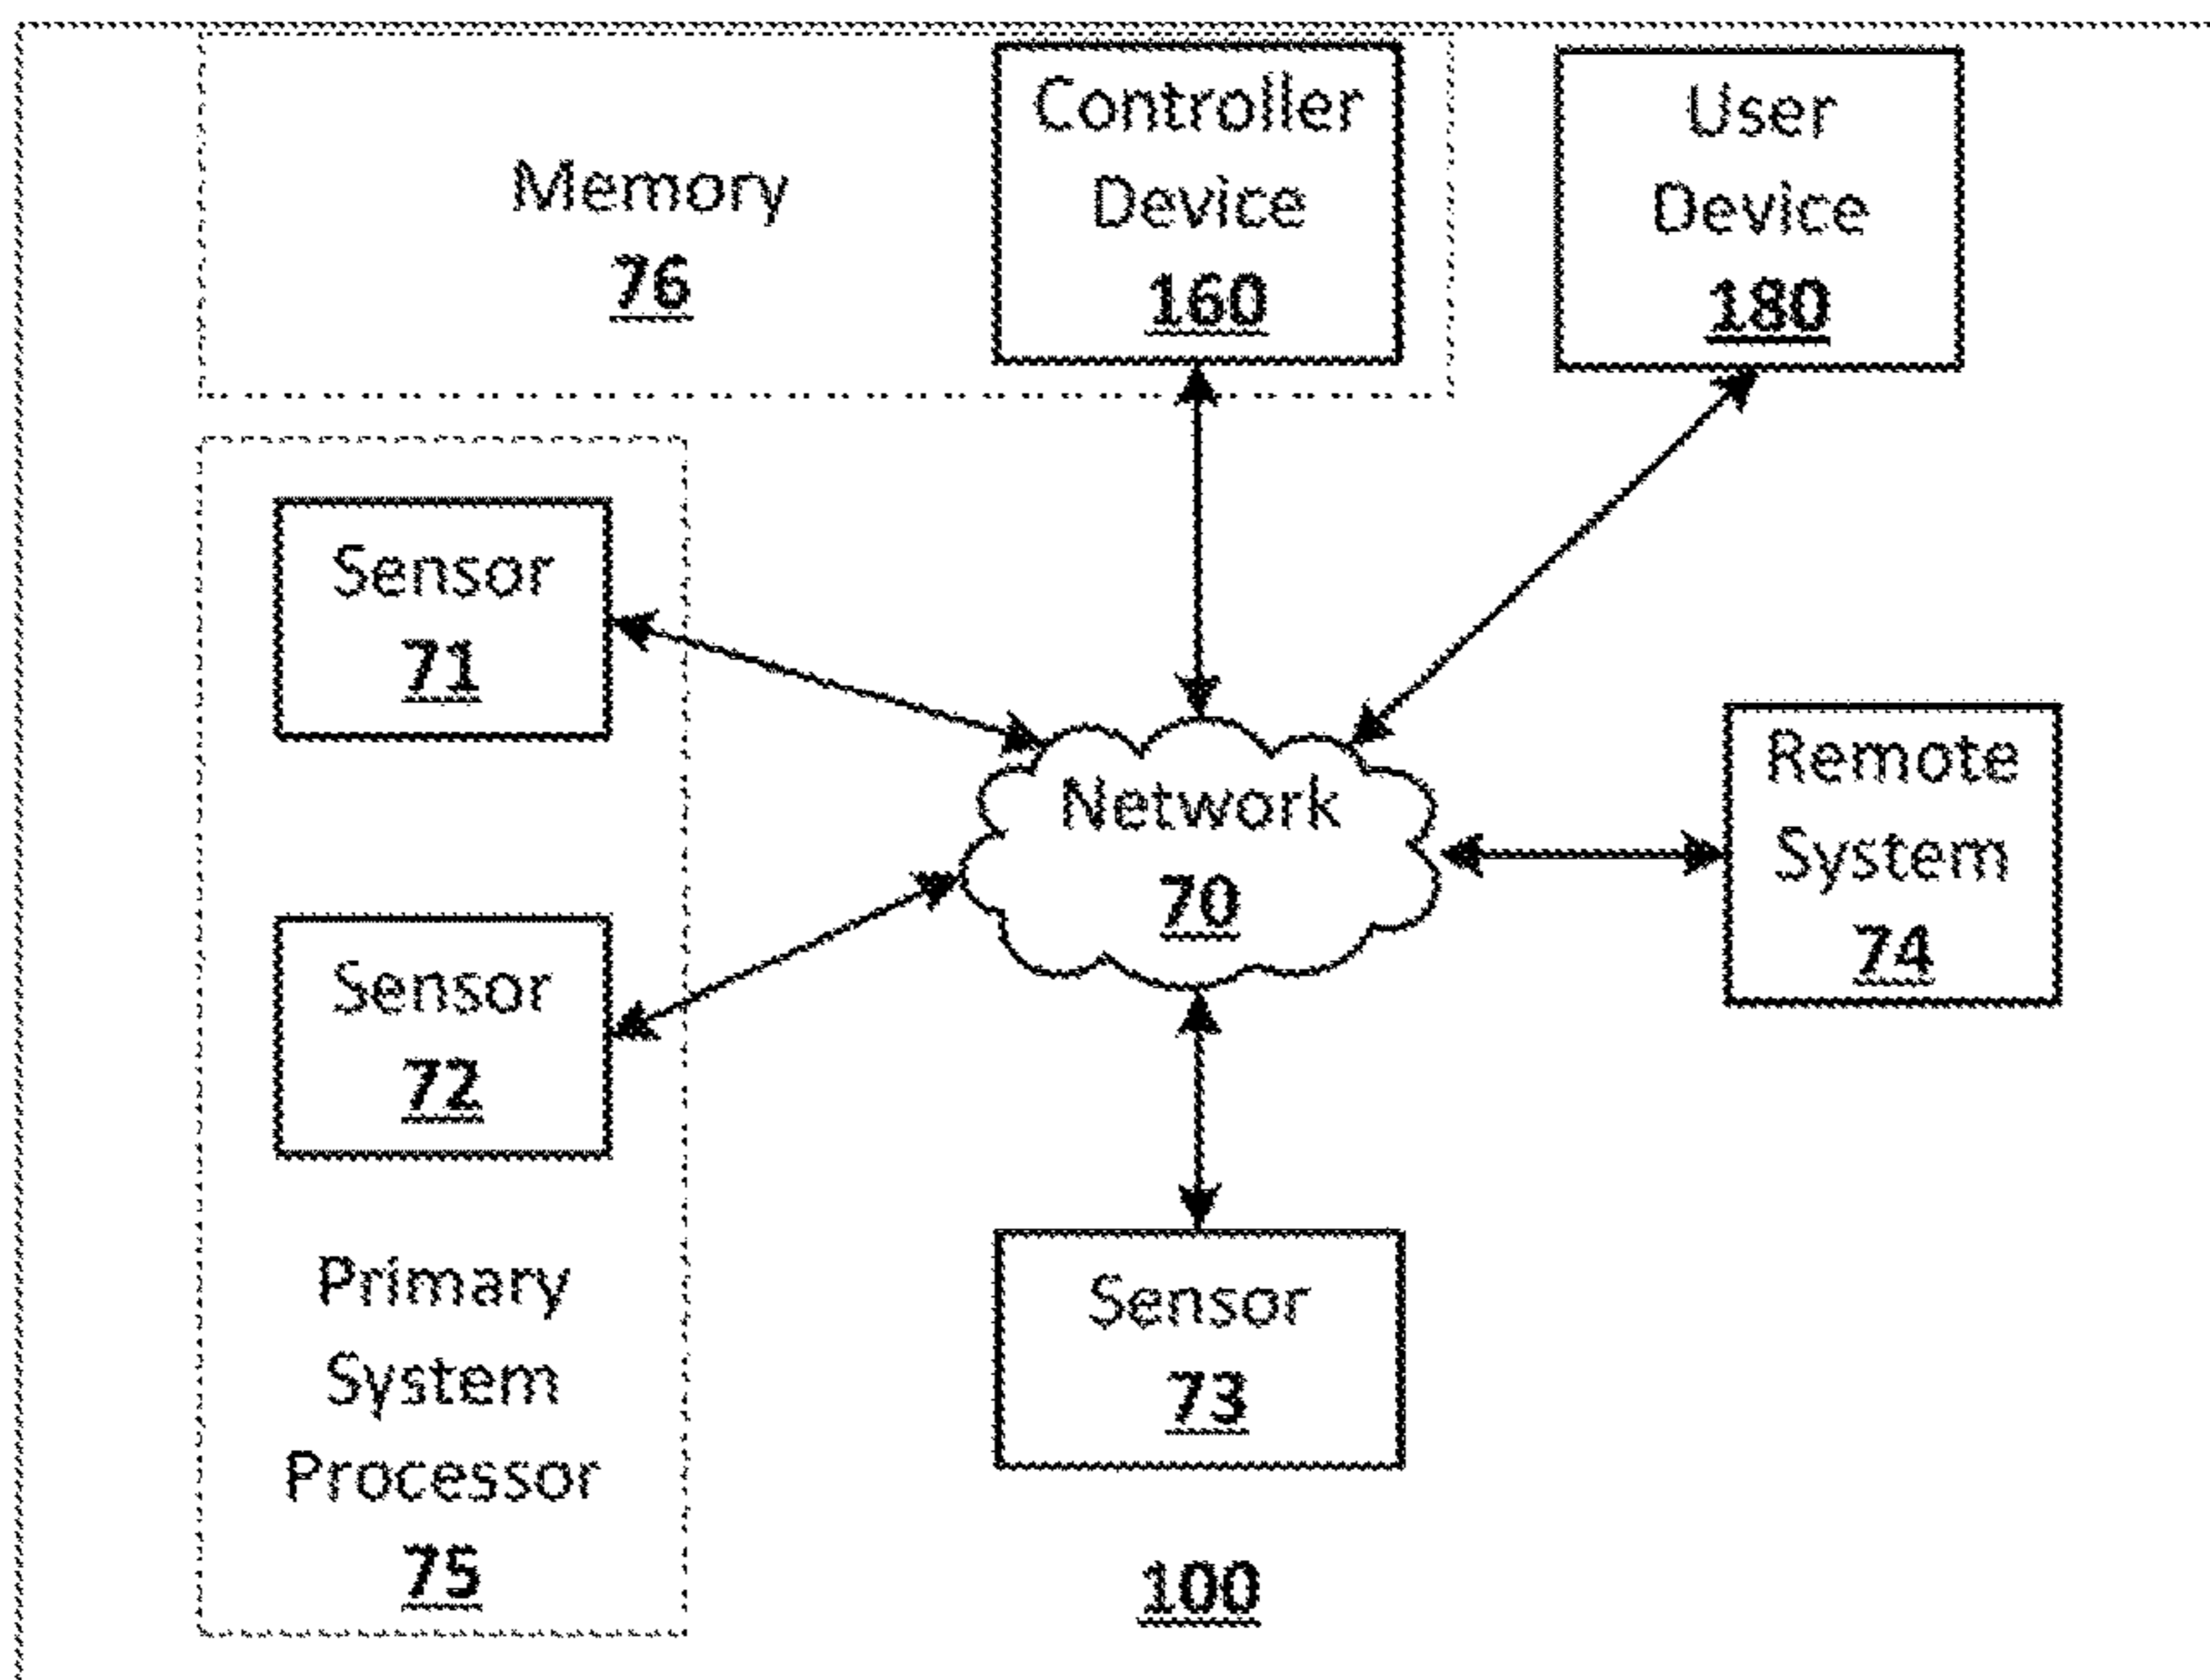 Memory
76
Controller
Device
160
User
Device
180
Sensor
71
Network
70
Remote
System
74
Sensor
72
Sensor
73
Primary
System
Processor
75
100